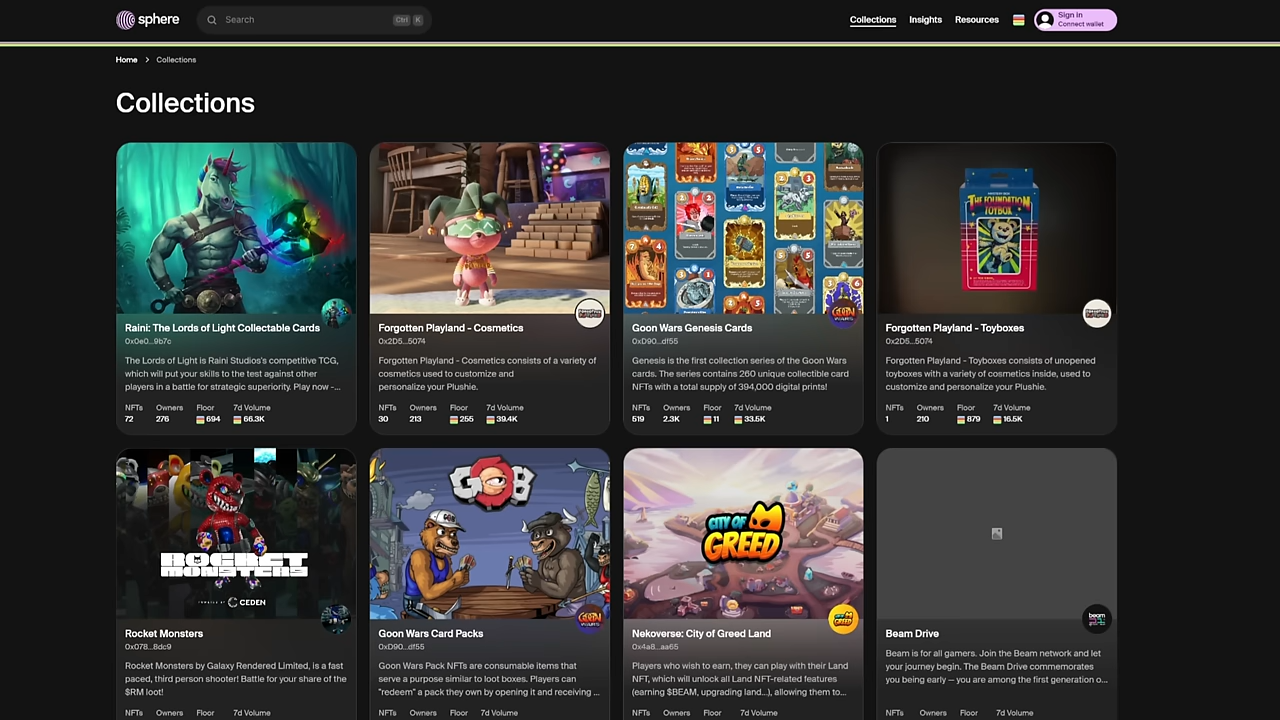 sphere
Search
Ctrl K
Collections
Insights
Resources
Sign in
Connect wallet
Home > Collections
Collections
THE FOUNDATION
TOYBOX
Raini: The Lords of Light Collectable Cards
0x0e0...9b7c
The Lords of Light is Raini Studios's competitive TCG,
which will put your skills to the test against other
players in a battle for strategic superiority. Play now -...
NFTs Owners Floor 7d Volume
72 276 694 66.3K
Forgotten Playland - Cosmetics
0x2D5...5074
Forgotten Playland - Cosmetics consists of a variety of
cosmetics used to customize and
personalize your Plushie.
NFTs Owners Floor 7d Volume
30 213 255 39.4K
Goon Wars Genesis Cards
0xD90...df55
Genesis is the first collection series of the Goon Wars
cards. The series contains 260 unique collectible card
NFTs with a total supply of 394,000 digital prints!
NFTs Owners Floor 7d Volume
519 2.3K 11 33.5K
Forgotten Playland - Toyboxes
0x2D5...5074
Forgotten Playland - Toyboxes consists of unopened
toyboxes with a variety of cosmetics inside, used to
customize and personalize your Plushie.
NFTs Owners Floor 7d Volume
1 210 879 16.5K
ROCKET
MONSTERS
CEDEN
Rocket Monsters
0x078...8dc9
Rocket Monsters by Galaxy Rendered Limited, is a fast
paced, third person shooter! Battle for your share of the
$RM loot!
NFTs Owners Floor 7d Volume
GOB
GOB
Goon Wars Card Packs
0xD90...df55
Goon Wars Pack NFTs are consumable items that
serve a purpose similar to loot boxes. Players can
"redeem" a pack they own by opening it and receiving ...
NFTs Owners Floor 7d Volume
CITY OF
GREED
Nekoverse: City of Greed Land
0x4a8...aa65
Players who wish to earn, they can play with their Land
NFT, which will unlock all Land NFT-related features
(earning $BEAM, upgrading land...), allowing them to...
NFTs Owners Floor 7d Volume
beam
Beam Drive
Beam is for all gamers. Join the Beam network and let
your journey begin. The Beam Drive commemorates
you being early — you are among the first generation o...
NFTs Owners Floor 7d Volume